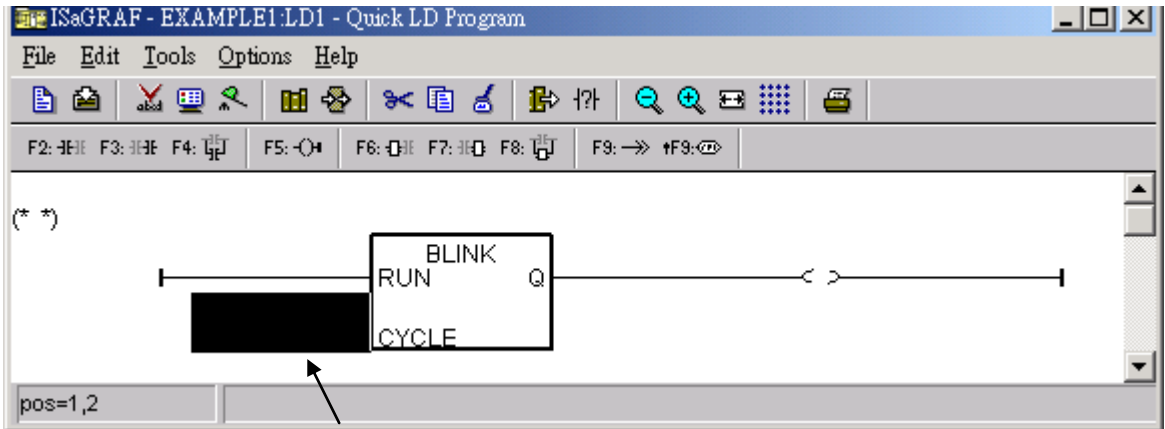 ISaGRAF - EXAMPLE1:LD1 - Quick LD Program
File Edit Tools Options Help
abcd
F2: F3: F4: F5: F6: F7: F8: F9: ↑F9:
(* *)
BLINK
RUN Q
CYCLE
pos=1,2